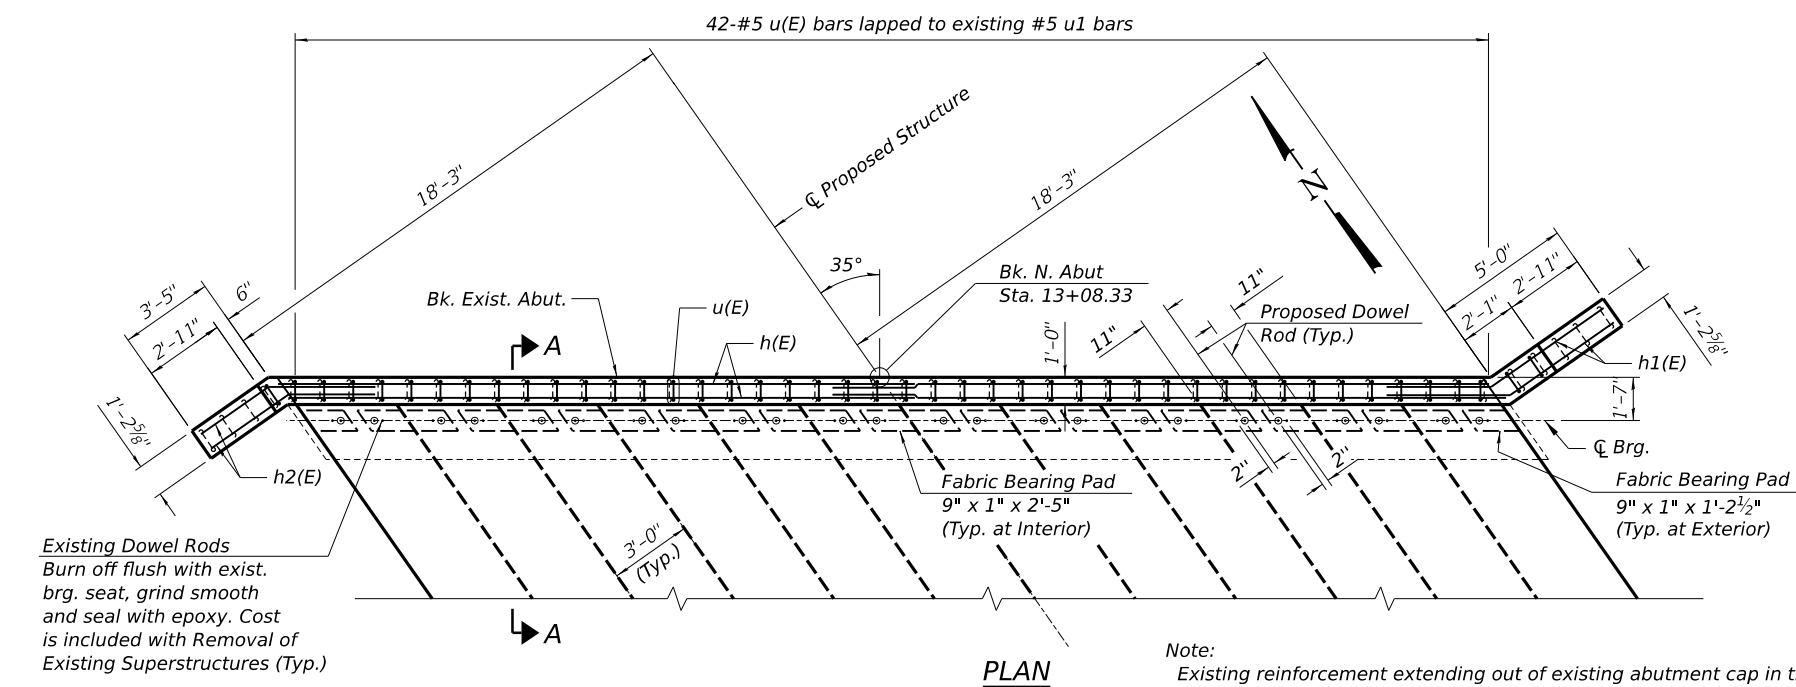 42-#5 u(E) bars lapped to existing #5 u1 bars
18'-3"
℄ Proposed Structure
18'-3"
N
35°
Bk. N. Abut
Sta. 13+08.33
3'-5"
6"
2'-11"
Bk. Exist. Abut.
u(E)
h(E)
A
1'-0"
11"
11"
Proposed Dowel
Rod (Typ.)
5'-0"
2'-11"
2'-1"
1'-2⅝"
h1(E)
1'-7"
1'-2⅝"
h2(E)
℄ Brg.
2"
2"
Fabric Bearing Pad
9" x 1" x 2'-5"
(Typ. at Interior)
Fabric Bearing Pad
9" x 1" x 1'-2½"
(Typ. at Exterior)
3'-0"
(Typ.)
Existing Dowel Rods
Burn off flush with exist.
brg. seat, grind smooth
and seal with epoxy. Cost
is included with Removal of
Existing Superstructures (Typ.)
A
PLAN
Note:
Existing reinforcement extending out of existing abutment cap in